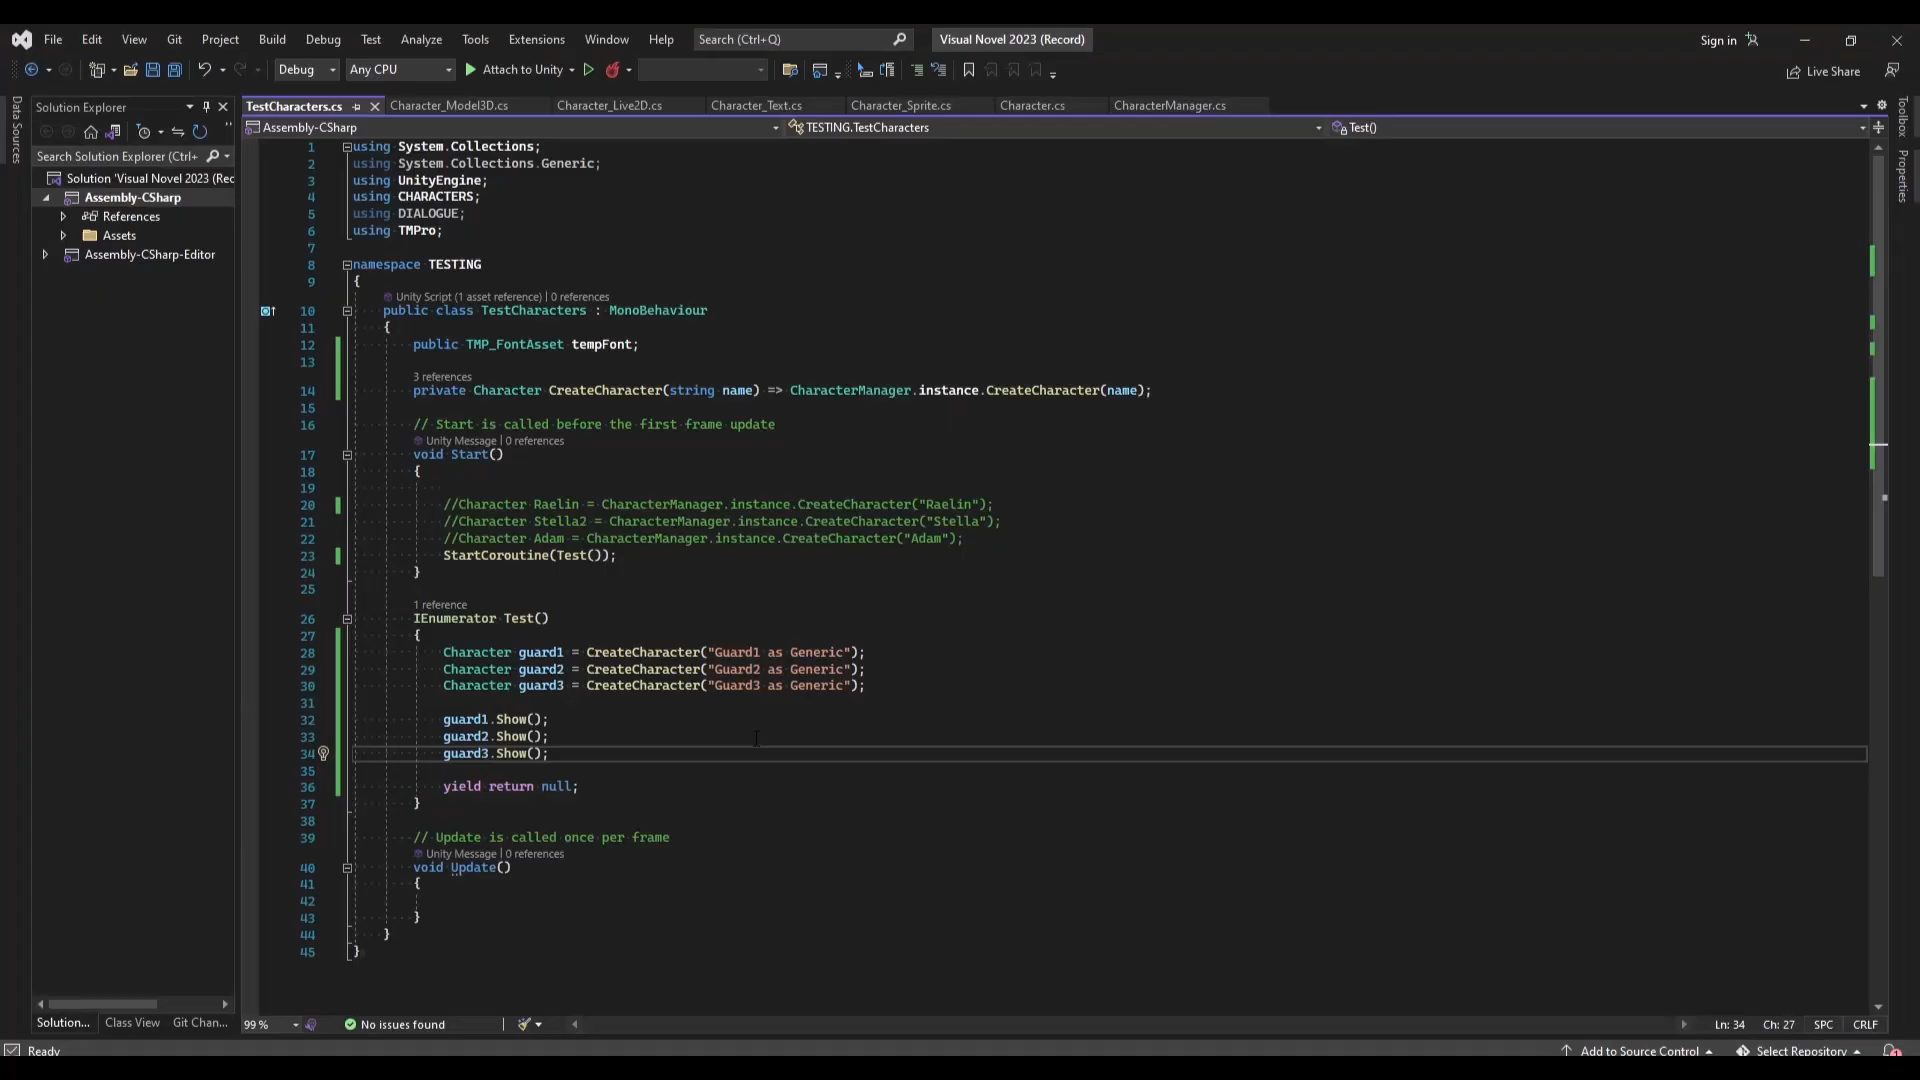 File Edit View Git Project Build Debug Test Analyze Tools Extensions Window Help Search (Ctrl+Q) Visual Novel 2023 (Record) Sign in
Debug Any CPU Attach to Unity Live Share
Data Sources
Solution Explorer
Search Solution Explorer (Ctrl+
Solution 'Visual Novel 2023 (Rec
Assembly-CSharp
References
Assets
Assembly-CSharp-Editor
TestCharacters.cs Character_Model3D.cs Character_Live2D.cs Character_Text.cs Character_Sprite.cs Character.cs CharacterManager.cs
Assembly-CSharp TESTING.TestCharacters Test()
1 using System.Collections;
2 using System.Collections.Generic;
3 using UnityEngine;
4 using CHARACTERS;
5 using DIALOGUE;
6 using TMPro;
7
8 namespace TESTING
9 {
Unity Script (1 asset reference) | 0 references
10 public class TestCharacters : MonoBehaviour
11 {
12 public TMP_FontAsset tempFont;
13
3 references
14 private Character CreateCharacter(string name) => CharacterManager.instance.CreateCharacter(name);
15
16 // Start is called before the first frame update
Unity Message | 0 references
17 void Start()
18 {
19
20 //Character Raelin = CharacterManager.instance.CreateCharacter("Raelin");
21 //Character Stella2 = CharacterManager.instance.CreateCharacter("Stella");
22 //Character Adam = CharacterManager.instance.CreateCharacter("Adam");
23 StartCoroutine(Test());
24 }
25
1 reference
26 IEnumerator Test()
27 {
28 Character guard1 = CreateCharacter("Guard1 as Generic");
29 Character guard2 = CreateCharacter("Guard2 as Generic");
30 Character guard3 = CreateCharacter("Guard3 as Generic");
31
32 guard1.Show();
33 guard2.Show();
34 guard3.Show();
35
36 yield return null;
37 }
38
39 // Update is called once per frame
Unity Message | 0 references
40 void Update()
41 {
42
43 }
44 }
45 }
Toolbox
Properties
Solution... Class View Git Chan... 99 % No issues found Ln: 34 Ch: 27 SPC CRLF
Ready Add to Source Control Select Repository